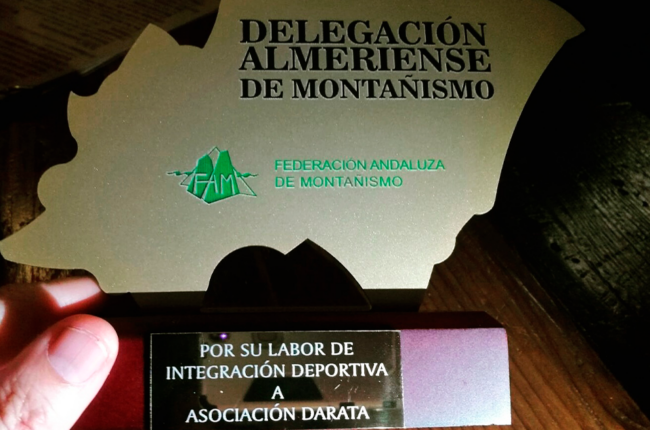 DELEGACIÓN
ALMERIENSE
DE MONTAÑISMO
FAM
FEDERACION ANDALUZA
DE MONTAÑISMO
POR SU LABOR DE
INTEGRACIÓN DEPORTIVA
A
ASOCIACIÓN DARATA